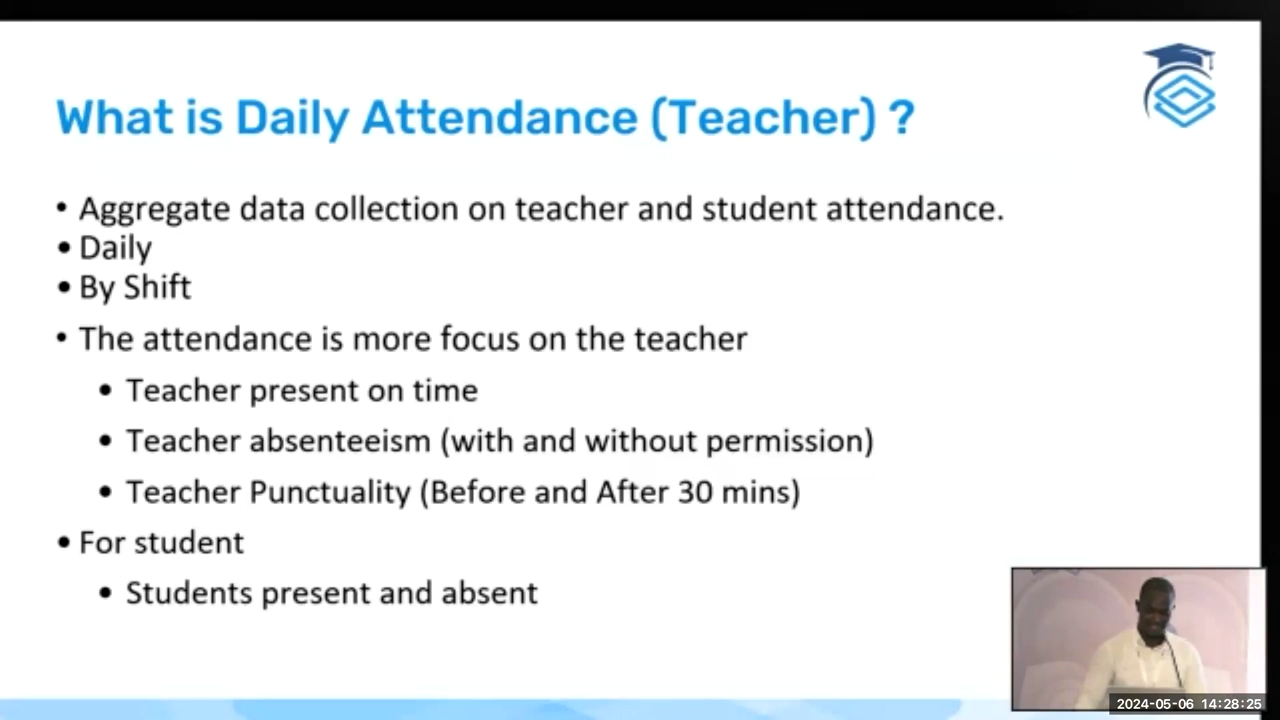 What is Daily Attendance (Teacher) ?
• Aggregate data collection on teacher and student attendance.
• Daily
• By Shift
• The attendance is more focus on the teacher
• Teacher present on time
• Teacher absenteeism (with and without permission)
• Teacher Punctuality (Before and After 30 mins)
• For student
• Students present and absent
2024-05-06 14:28:25